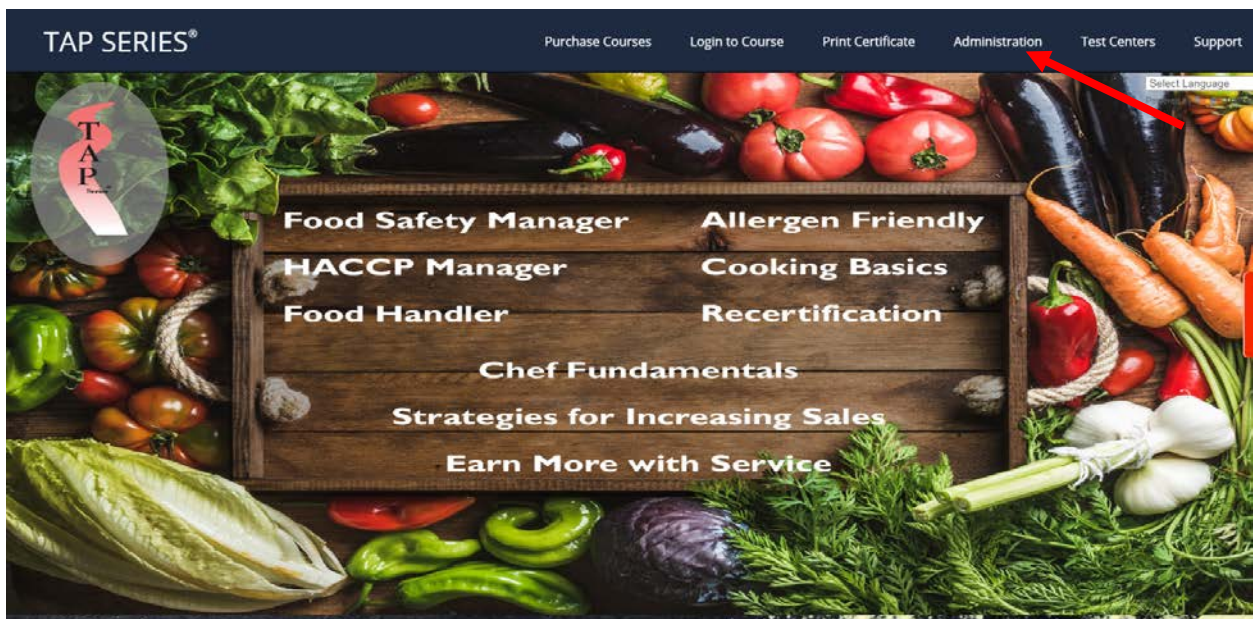 TAP SERIES®
Purchase Courses Login to Course Print Certificate Administration Test Centers Support
Select Language
T
A
P
Series
Food Safety Manager Allergen Friendly
HACCP Manager Cooking Basics
Food Handler Recertification
Chef Fundamentals
Strategies for Increasing Sales
Earn More with Service